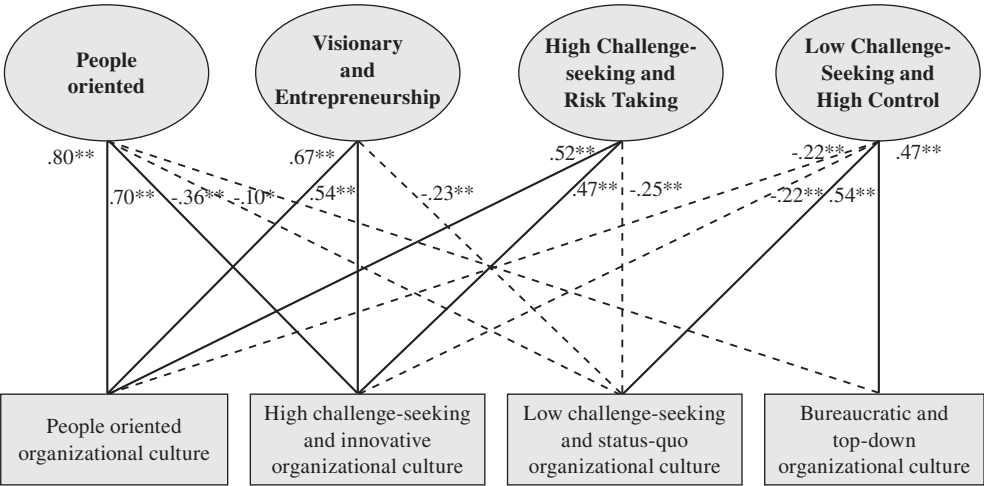 People
oriented
Visionary
and
Entrepreneurship
High Challenge-
seeking and
Risk Taking
Low Challenge-
Seeking and
High Control
.80**
.67**
.52**
-.22**
.47**
.70**
-.36**
-.10*
.54**
-.23**
.47**
-.25**
-.22**
.54**
People oriented
organizational culture
High challenge-seeking
and innovative
organizational culture
Low challenge-seeking
and status-quo
organizational culture
Bureaucratic and
top-down
organizational culture